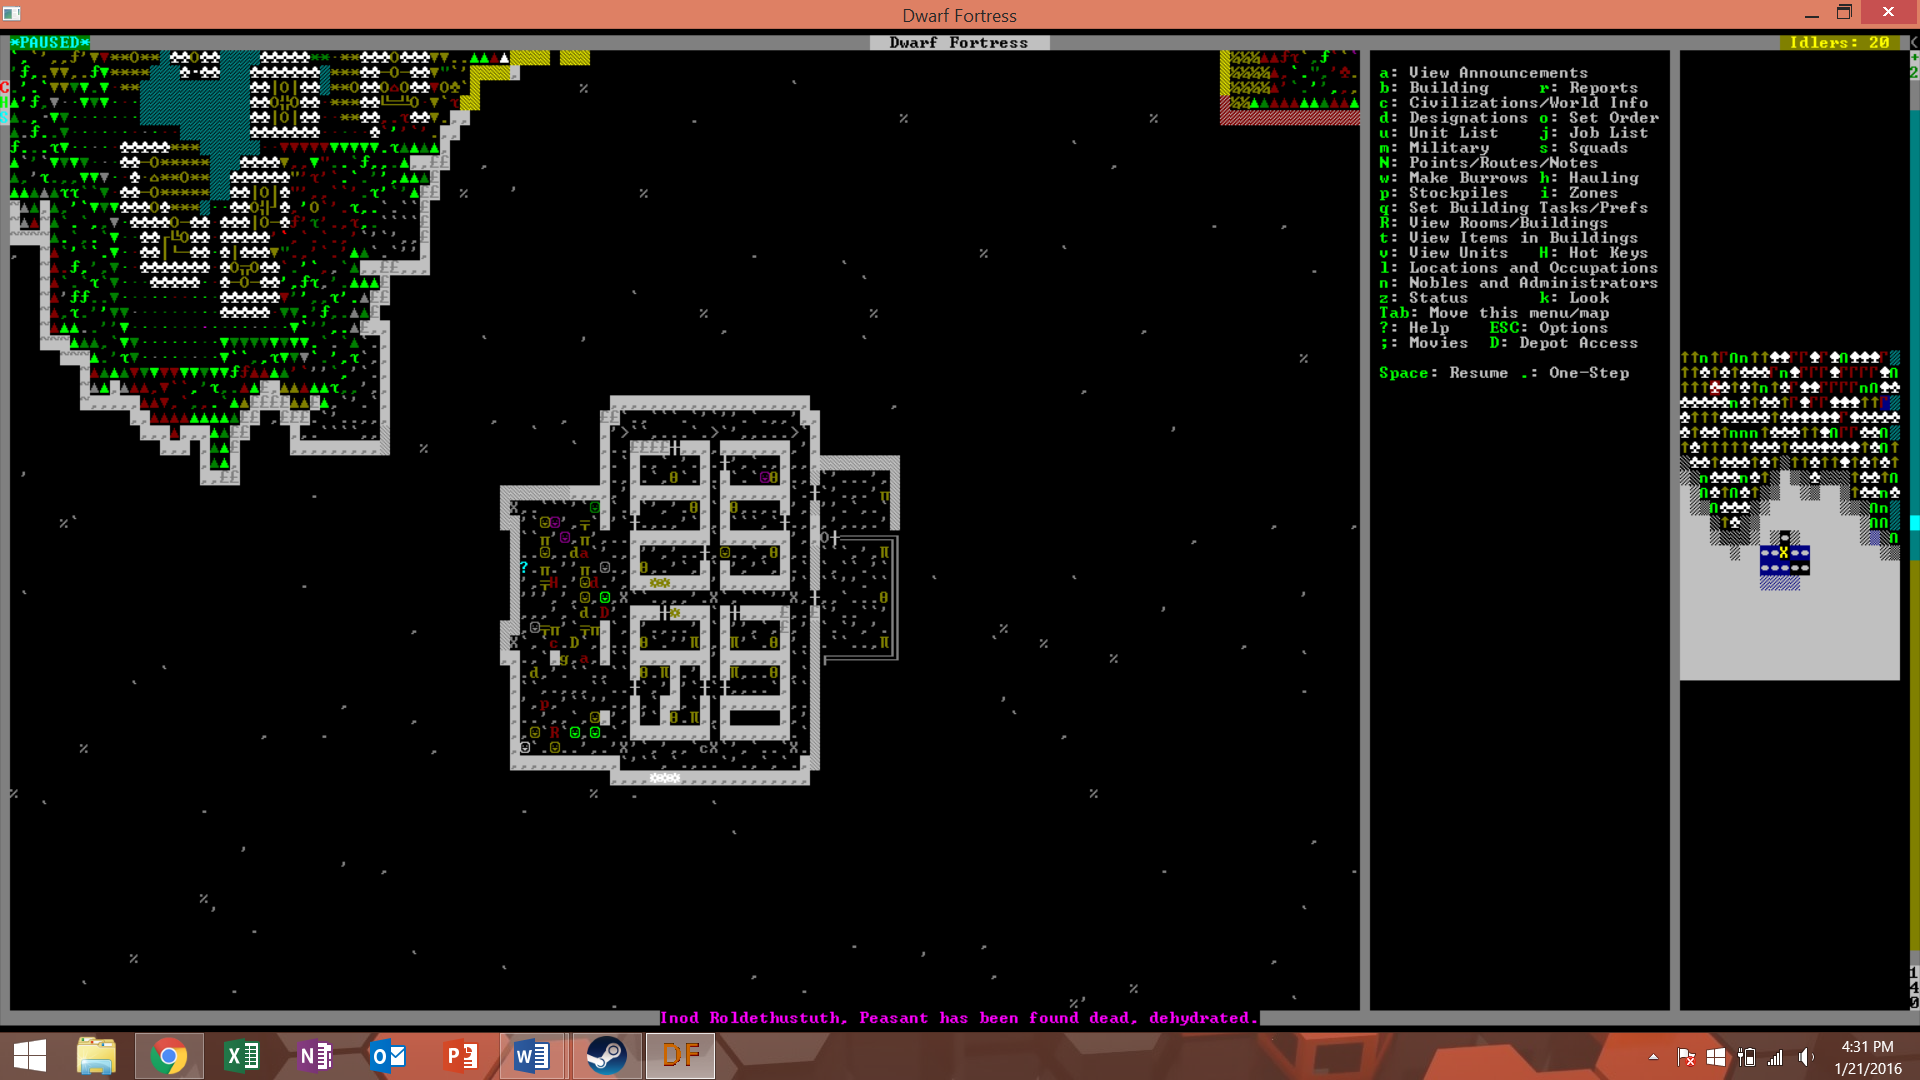 Dwarf Fortress
*PAUSED*
Dwarf Fortress
Idlers: 20
a: View Announcements
b: Building r: Reports
c: Civilizations/World Info
d: Designations o: Set Order
u: Unit List j: Job List
m: Military s: Squads
N: Points/Routes/Notes
w: Make Burrows h: Hauling
p: Stockpiles i: Zones
q: Set Building Tasks/Prefs
R: View Rooms/Buildings
t: View Items in Buildings
v: View Units H: Hot Keys
l: Locations and Occupations
n: Nobles and Administrators
z: Status k: Look
Tab: Move this menu/map
?: Help ESC: Options
;: Movies D: Depot Access
Space: Resume .: One-Step
Inod Roldethustuth, Peasant has been found dead, dehydrated.
DF
4:31 PM
1/21/2016